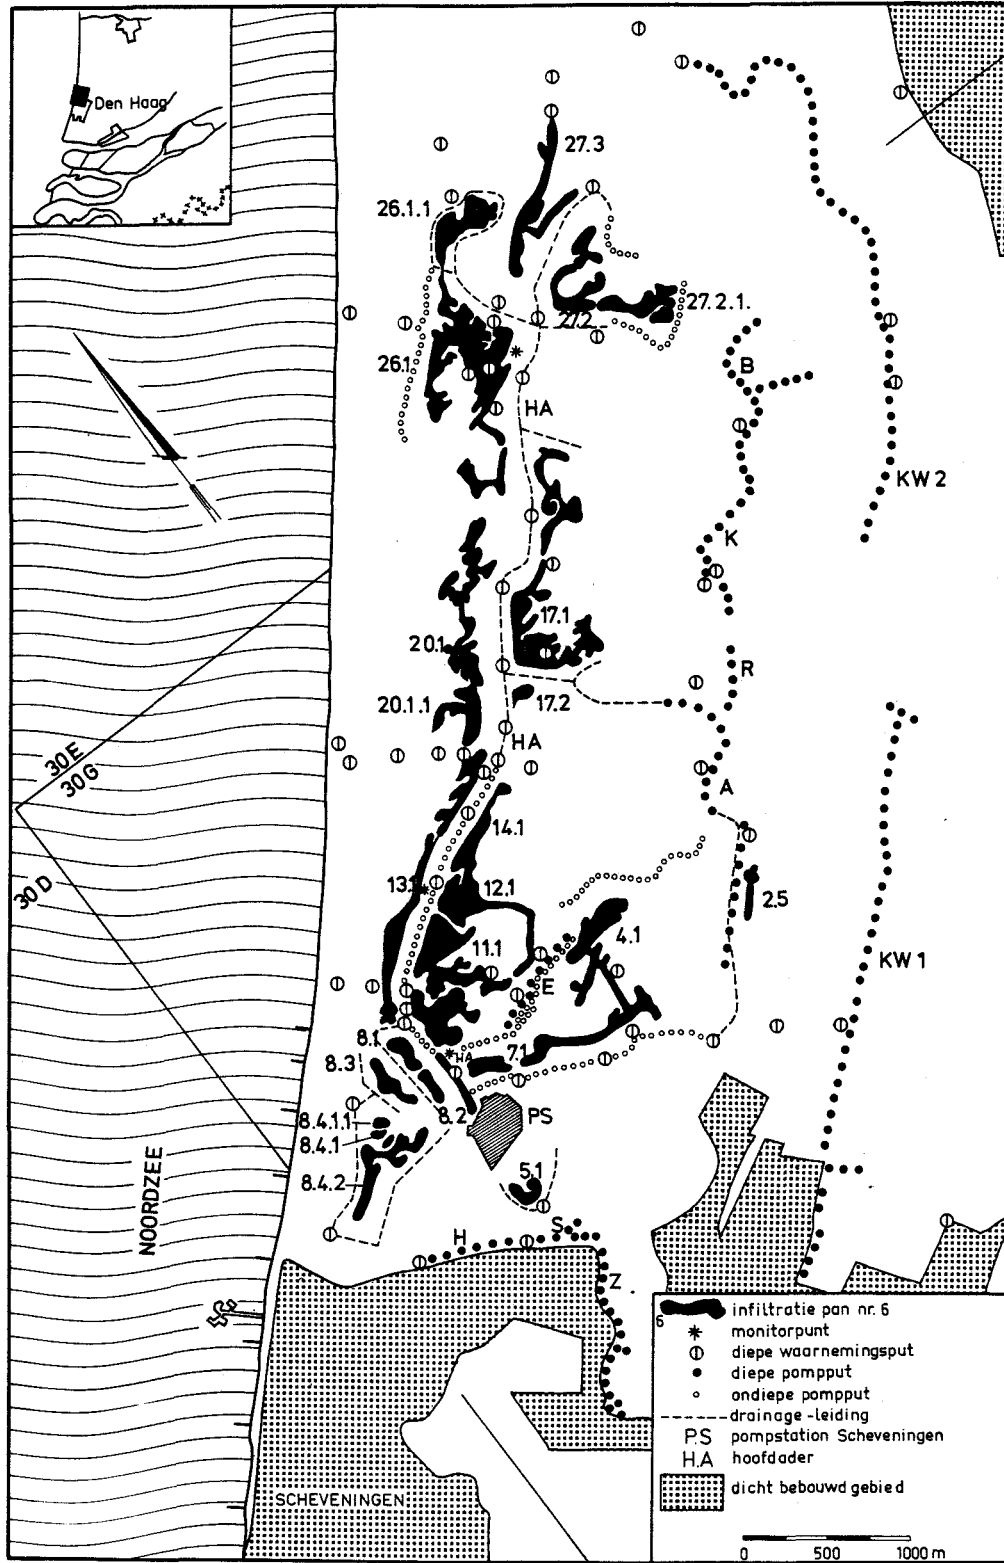 Den Haag
27.3
26.1.1
27.2.1.
27.2
26.1
B
HA
KW 2
K
17.1
20.1
R
20.1.1
17.2
HA
30E
30G
A
14.1
30D
13.1
12.1
2.5
4.1
11.1
E
KW 1
8.1
HA
7.1
8.3
8.2
PS
8.4.1.1
8.4.1
5.1
8.4.2
NOORDZEE
S
H
Z
6 infiltratie pan nr. 6
monitorpunt
diepe waarnemingsput
diepe pompput
ondiepe pompput
drainage-leiding
P.S pompstation Scheveningen
H.A hoofdader
dicht bebouwd gebied
SCHEVENINGEN
0 500 1000 m